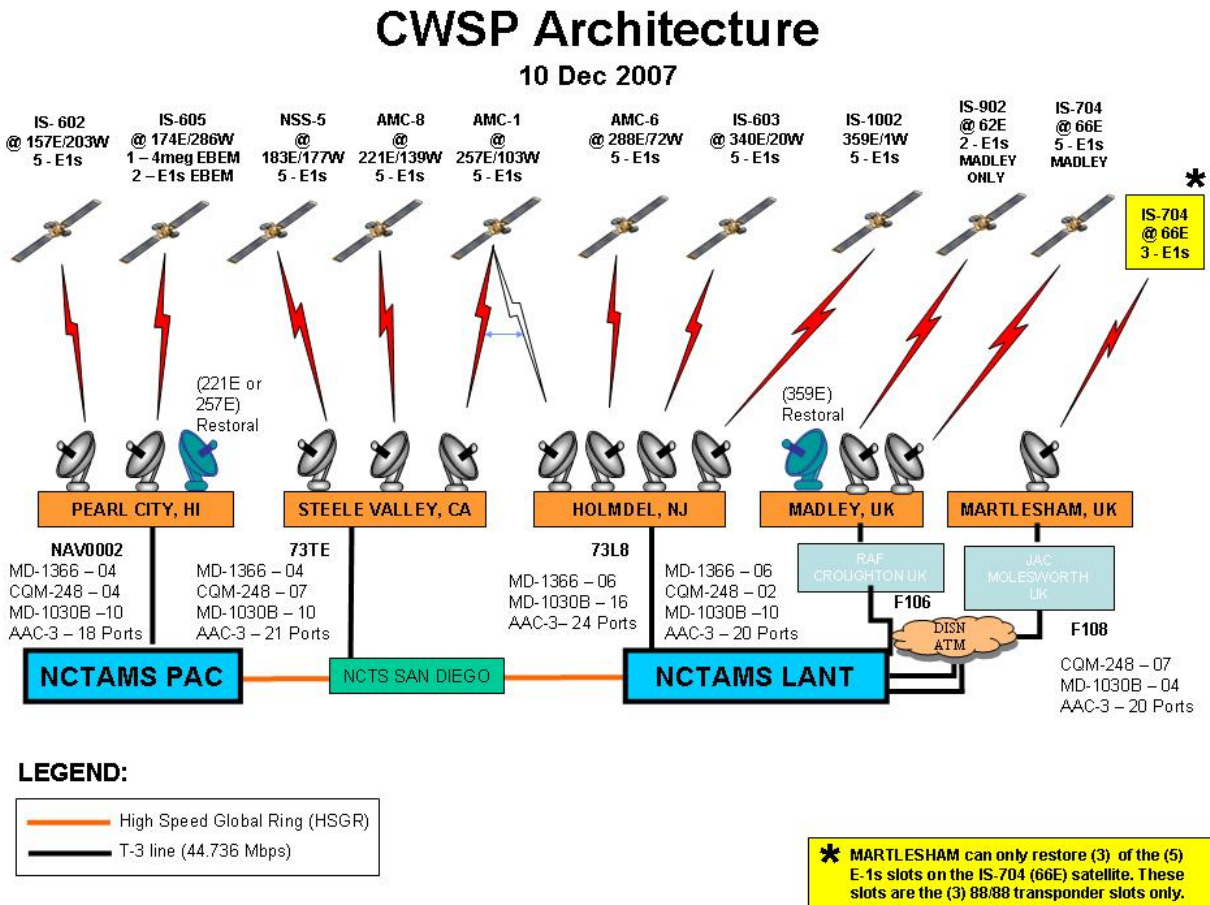 CWSP Architecture
10 Dec 2007
IS- 602
@ 157E/203W
5 - E1s
IS-605
@ 174E/286W
1 – 4meg EBEM
2 – E1s EBEM
NSS-5
@
183E/177W
5 - E1s
AMC-8
@
221E/139W
5 - E1s
AMC-1
@
257E/103W
5 - E1s
AMC-6
@ 288E/72W
5 - E1s
IS-603
@ 340E/20W
5 - E1s
IS-1002
359E/1W
5 - E1s
IS-902
@ 62E
2 - E1s
MADLEY
ONLY
IS-704
@ 66E
5 - E1s
MADLEY
*
IS-704
@ 66E
3 - E1s
(221E or
257E)
Restoral
(359E)
Restoral
PEARL CITY, HI
STEELE VALLEY, CA
HOLMDEL, NJ
MADLEY, UK
MARTLESHAM, UK
NAV0002
MD-1366 – 04
CQM-248 – 04
MD-1030B –10
AAC-3 – 18 Ports
73TE
MD-1366 – 04
CQM-248 – 07
MD-1030B – 10
AAC-3 – 21 Ports
73L8
MD-1366 – 06
MD-1030B – 16
AAC-3– 24 Ports
MD-1366 – 06
CQM-248 – 02
MD-1030B –10
AAC-3 – 20 Ports
RAF
CROUGHTON UK
F106
JAC
MOLESWORTH
UK
F108
DISN
ATM
CQM-248 – 07
MD-1030B – 04
AAC-3 – 20 Ports
NCTAMS PAC
NCTS SAN DIEGO
NCTAMS LANT
LEGEND:
High Speed Global Ring (HSGR)
T-3 line (44.736 Mbps)
* MARTLESHAM can only restore (3) of the (5)
E-1s slots on the IS-704 (66E) satellite. These
slots are the (3) 88/88 transponder slots only.